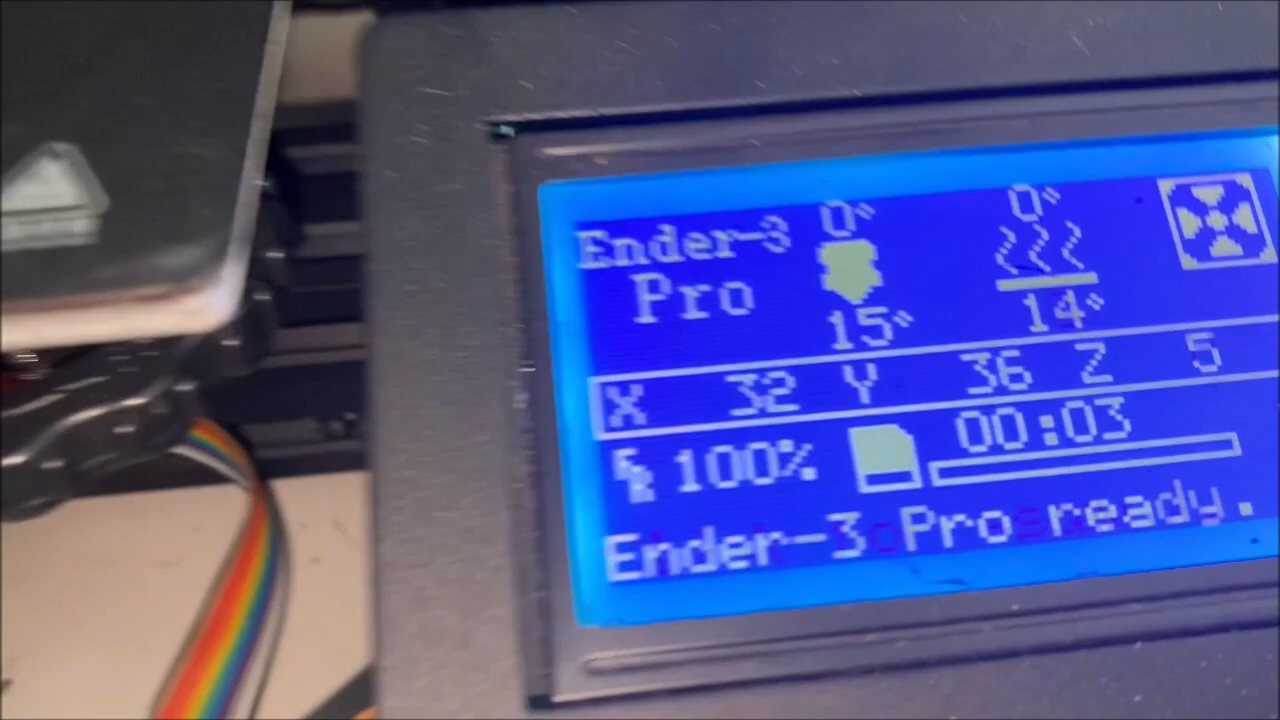 Ender-3 0° 0°
Pro
15° 14°
X 32 Y 36 Z 5
100% 00:03
Ender-3 Pro ready.